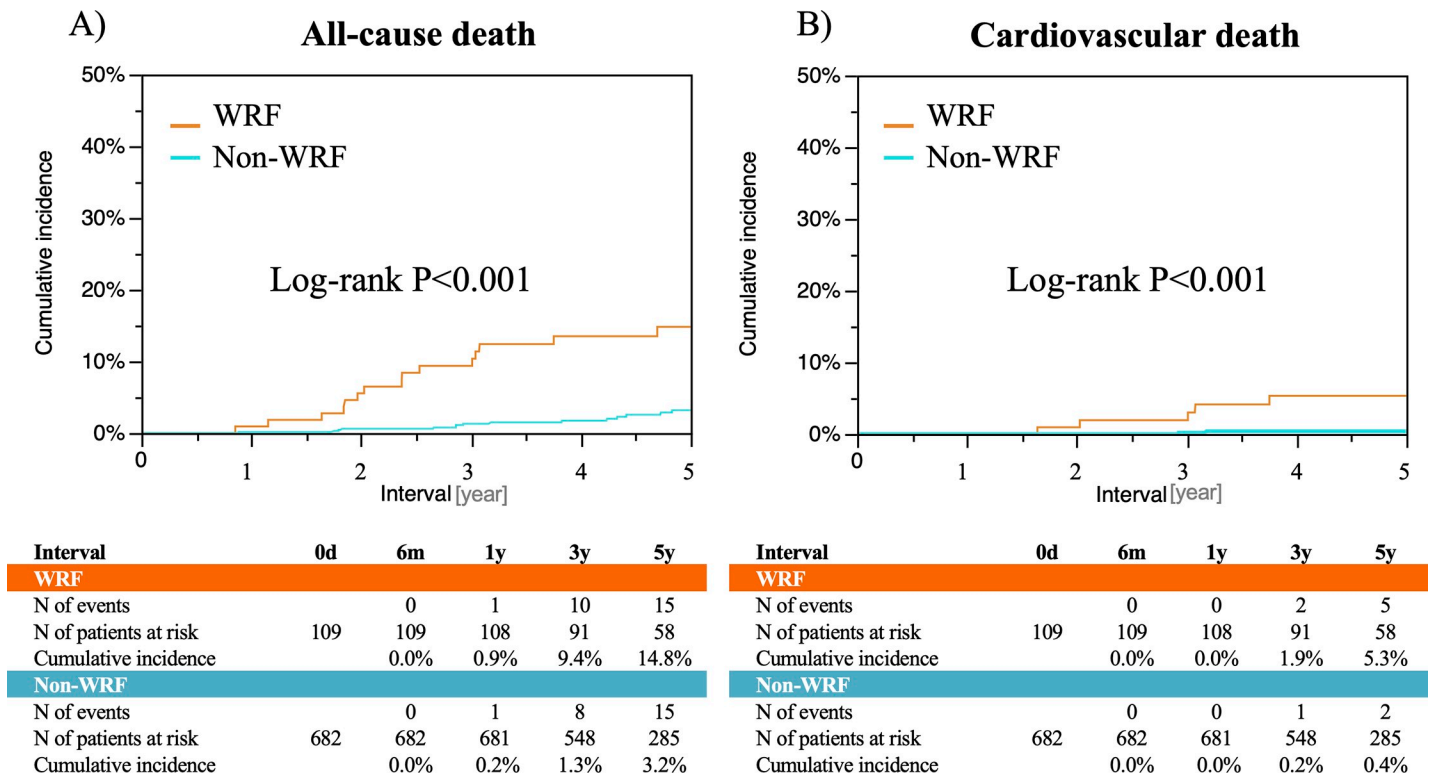 A)
All-cause death
50%
40%
30%
20%
10%
0%
Cumulative incidence
WRF
Non-WRF
Log-rank P<0.001
0 1 2 3 4 5
Interval [year]
Interval 0d 6m 1y 3y 5y
WRF
N of events 0 1 10 15
N of patients at risk 109 109 108 91 58
Cumulative incidence 0.0% 0.9% 9.4% 14.8%
Non-WRF
N of events 0 1 8 15
N of patients at risk 682 682 681 548 285
Cumulative incidence 0.0% 0.2% 1.3% 3.2%
B)
Cardiovascular death
50%
40%
30%
20%
10%
0%
Cumulative incidence
WRF
Non-WRF
Log-rank P<0.001
0 1 2 3 4 5
Interval [year]
Interval 0d 6m 1y 3y 5y
WRF
N of events 0 0 2 5
N of patients at risk 109 109 108 91 58
Cumulative incidence 0.0% 0.0% 1.9% 5.3%
Non-WRF
N of events 0 0 1 2
N of patients at risk 682 682 681 548 285
Cumulative incidence 0.0% 0.0% 0.2% 0.4%